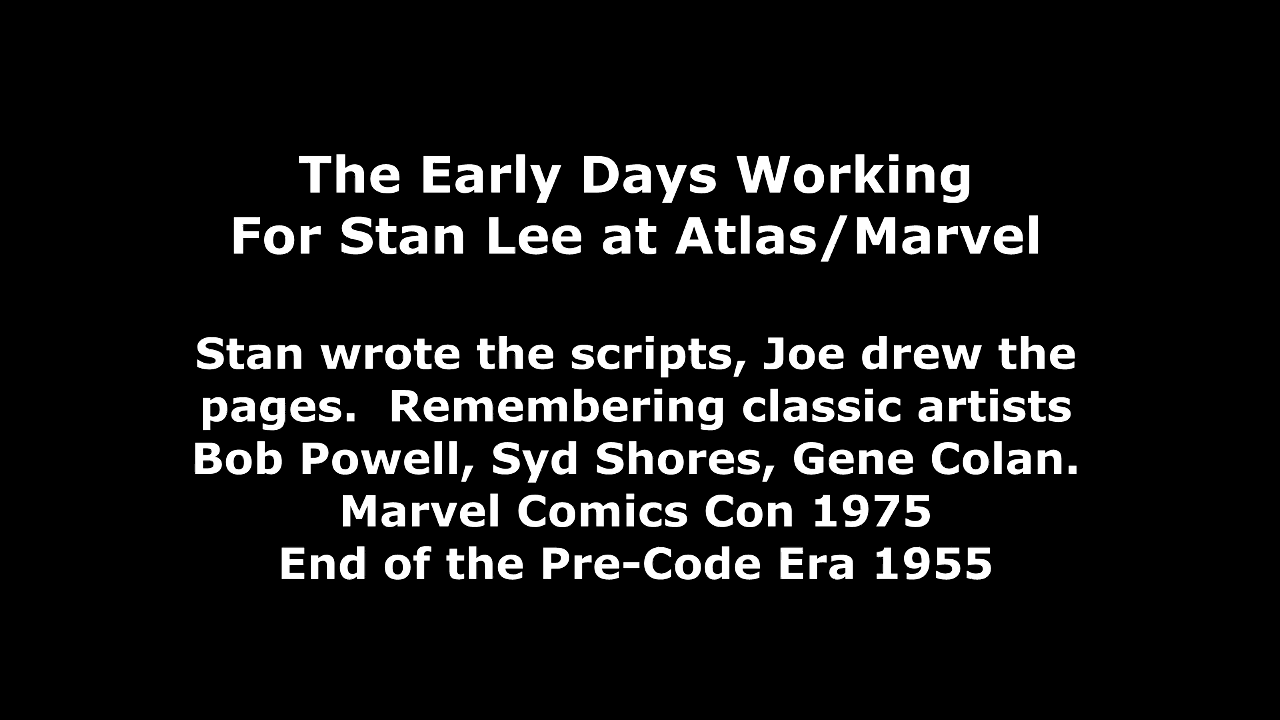 The Early Days Working
For Stan Lee at Atlas/Marvel
Stan wrote the scripts, Joe drew the
pages.  Remembering classic artists
Bob Powell, Syd Shores, Gene Colan.
Marvel Comics Con 1975
End of the Pre-Code Era 1955